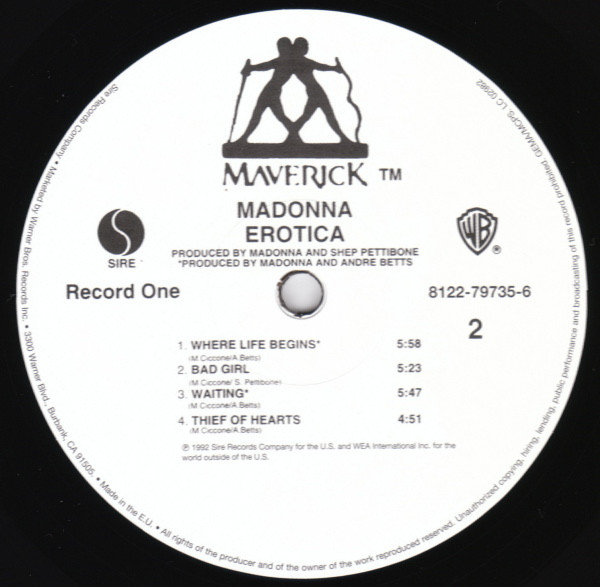 MAVERICK ™
MADONNA
EROTICA
PRODUCED BY MADONNA AND SHEP PETTIBONE
*PRODUCED BY MADONNA AND ANDRE BETTS
S
SIRE
WB ®
Record One
8122-79735-6
2
1. WHERE LIFE BEGINS* 5:58
(M.Ciccone/A.Betts)
2. BAD GIRL 5:23
(M.Ciccone/ S. Pettibone)
3. WAITING* 5:47
(M.Ciccone/A.Betts)
4. THIEF OF HEARTS 4:51
(M.Ciccone/A.Betts)
℗ 1992 Sire Records Company for the U.S. and WEA International Inc. for the
world outside of the U.S.
Sire Records Company • Marketed by Warner Bros. Records Inc. • 3300 Warner Blvd., Burbank, CA 91505. • Made in the E.U. • All rights of the producer and of the owner of the work reproduced reserved. Unauthorized copying, hiring, lending, public performance and broadcasting of this record prohibited. GEMA/MCPS, LC 02982